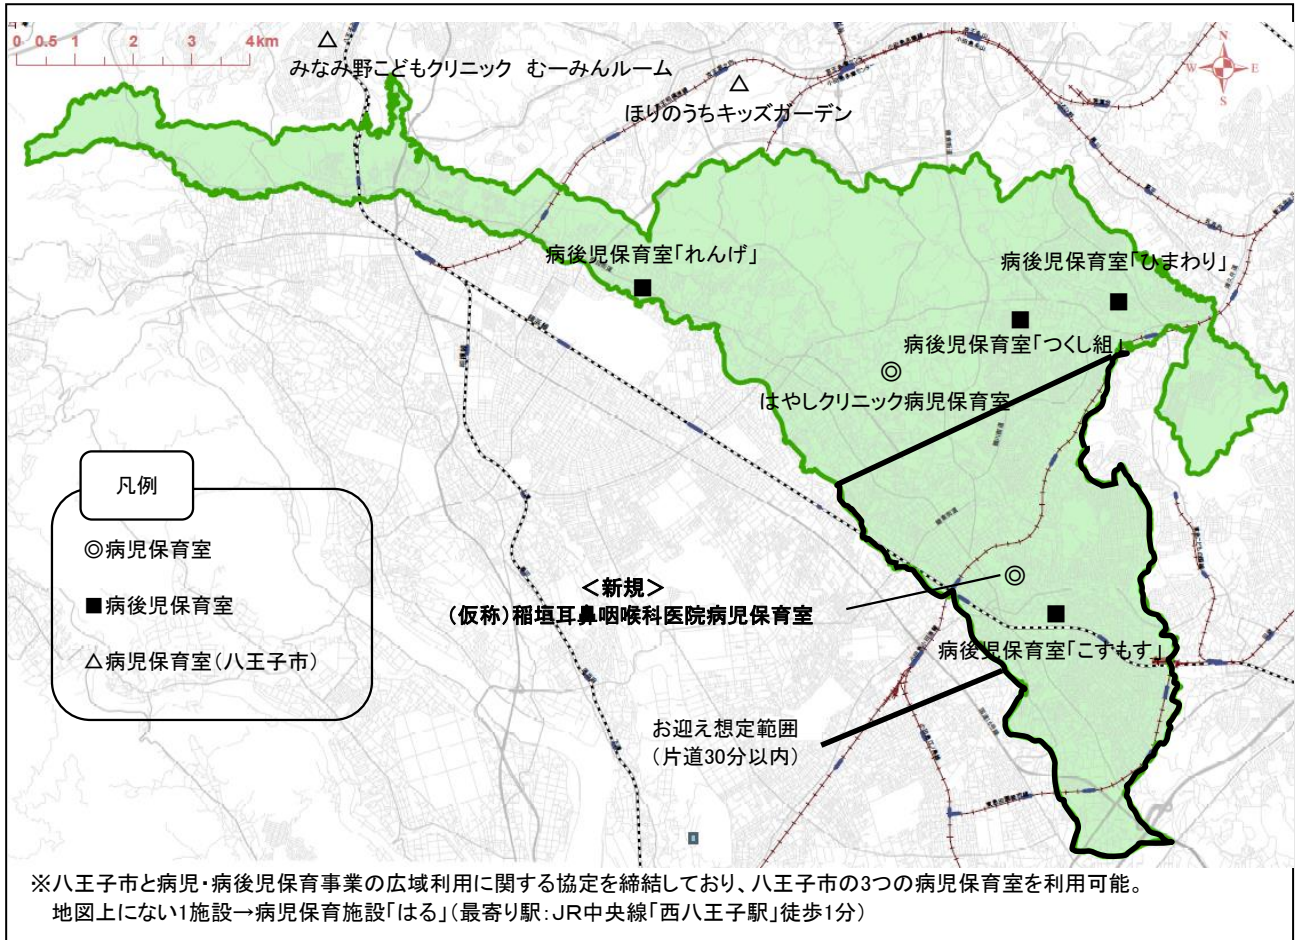 0 0.5 1 2 3 4km
N
W E
S
みなみ野こどもクリニック むーみんルーム
ほりのうちキッズガーデン
病後児保育室「れんげ」
病後児保育室「ひまわり」
病後児保育室「つくし組」
はやしクリニック病児保育室
凡例
◎病児保育室
■病後児保育室
△病児保育室(八王子市)
<新規>
(仮称)稲垣耳鼻咽喉科医院病児保育室
病後児保育室「こすもす」
お迎え想定範囲
(片道30分以内)
※八王子市と病児・病後児保育事業の広域利用に関する協定を締結しており、八王子市の3つの病児保育室を利用可能。
地図上にない1施設→病児保育施設「はる」(最寄り駅:JR中央線「西八王子駅」徒歩1分)